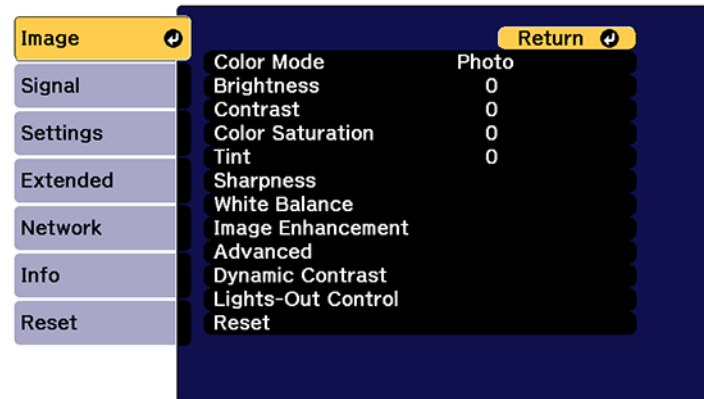 Image
Signal
Settings
Extended
Network
Info
Reset
Return
Color Mode Photo
Brightness 0
Contrast 0
Color Saturation 0
Tint 0
Sharpness
White Balance
Image Enhancement
Advanced
Dynamic Contrast
Lights-Out Control
Reset